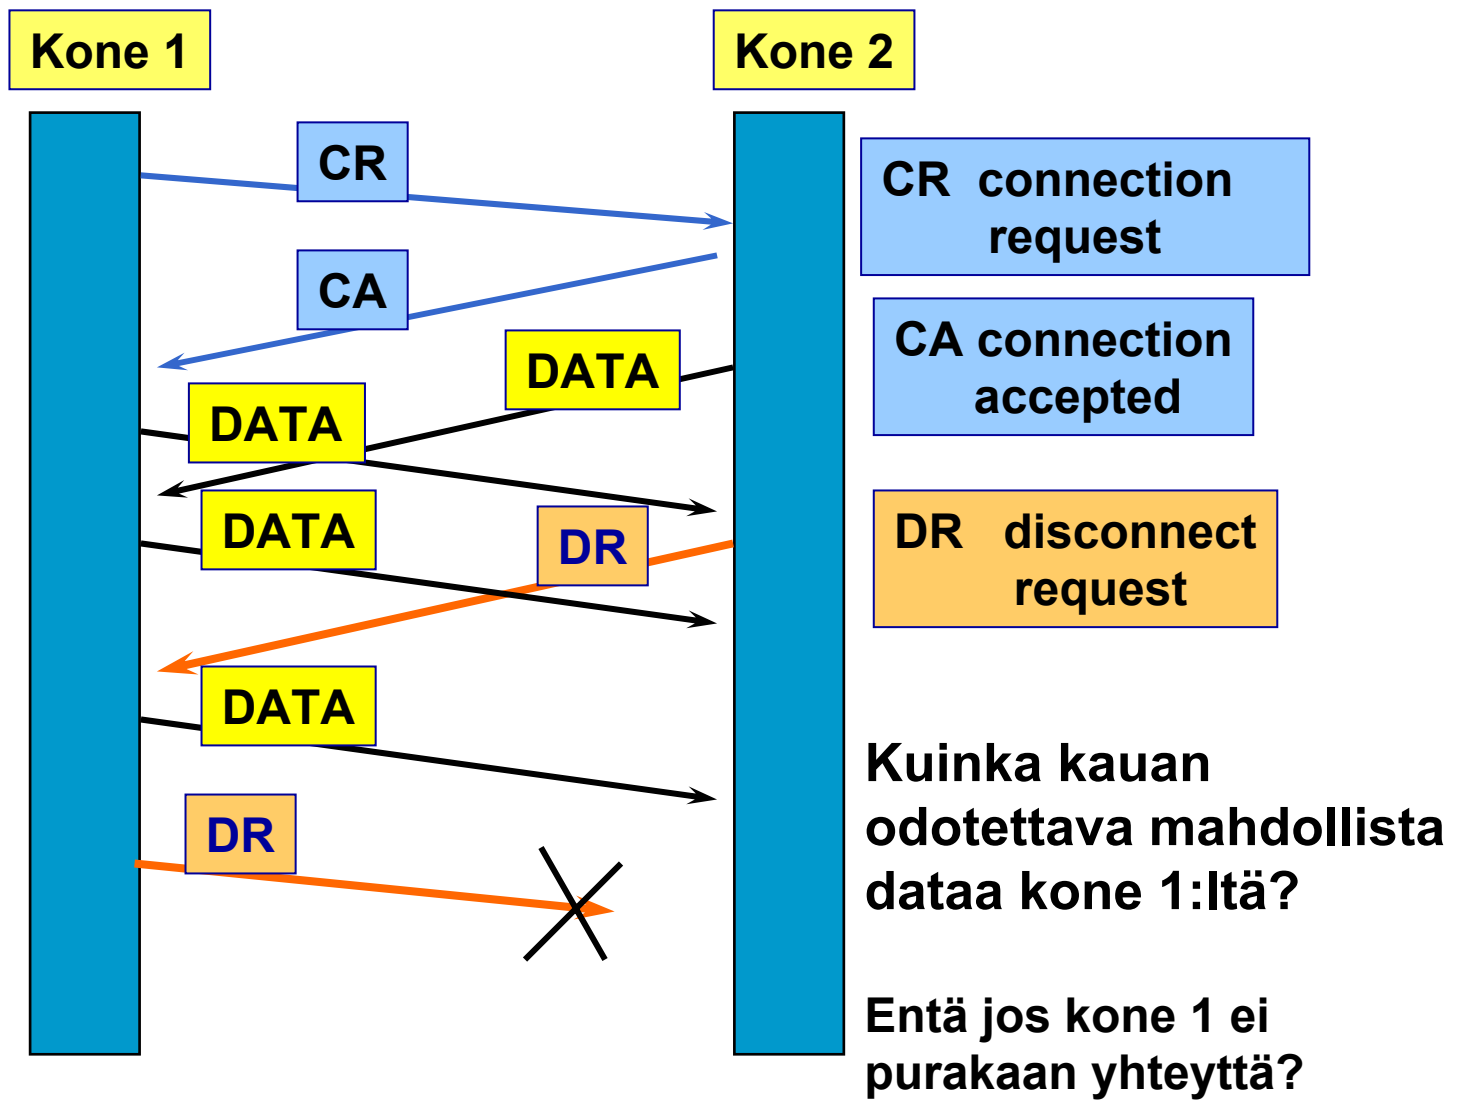 Kone 1
Kone 2
CR
CR connection
request
CA
CA connection
accepted
DATA
DATA
DATA
DR
DR disconnect
request
DATA
DR
Kuinka kauan
odotettava mahdollista
dataa kone 1:ltä?
Entä jos kone 1 ei
purakaan yhteyttä?